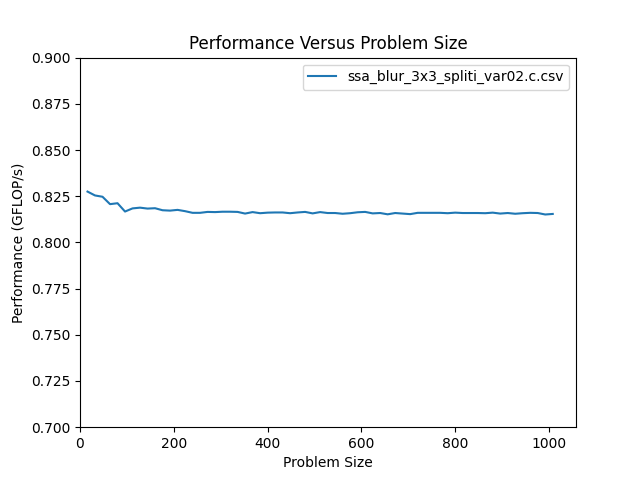 Performance Versus Problem Size
ssa_blur_3x3_spliti_var02.c.csv
Performance (GFLOP/s)
0.900
0.875
0.850
0.825
0.800
0.775
0.750
0.725
0.700
0 200 400 600 800 1000
Problem Size